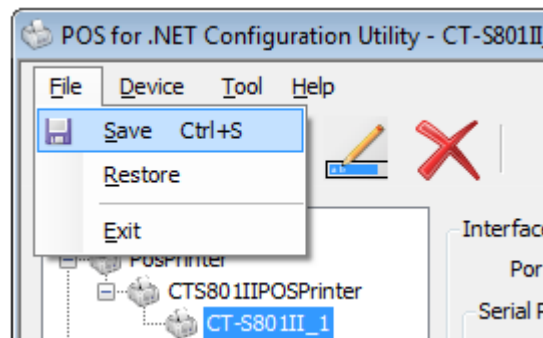 POS for .NET Configuration Utility - CT-S801II
File Device Tool Help
Save Ctrl+S
Restore
Exit
Interface
Por
PosPrinter
CTS801IIPOSPrinter
Serial P
CT-S801II_1